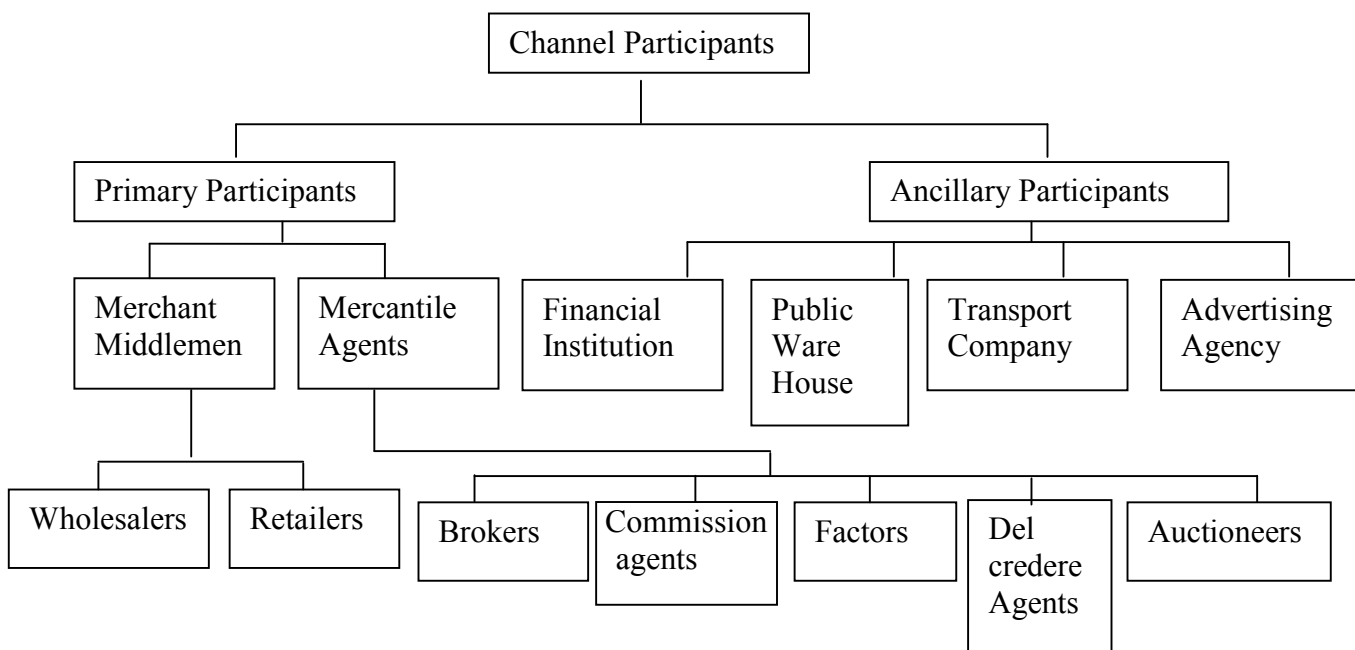 Channel Participants
Primary Participants
Ancillary Participants
Merchant
Middlemen
Mercantile
Agents
Financial
Institution
Public
Ware
House
Transport
Company
Advertising
Agency
Wholesalers
Retailers
Brokers
Commission
agents
Factors
Del
credere
Agents
Auctioneers